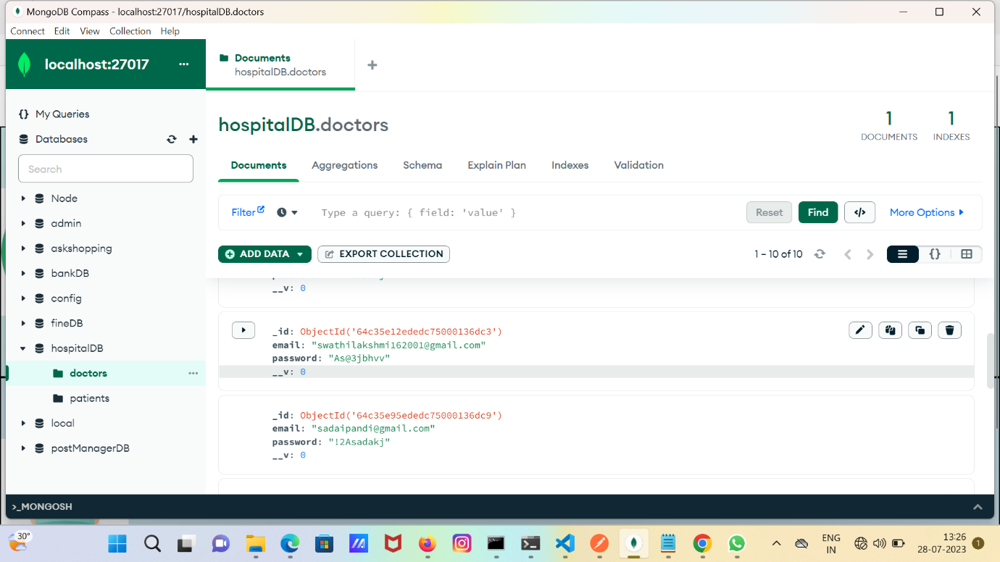 MongoDB Compass - localhost:27017/hospitalDB.doctors
Connect Edit View Collection Help
localhost:27017 ...
Documents
hospitalDB.doctors
{} My Queries
Databases
Search
Node
admin
askshopping
bankDB
config
fineDB
hospitalDB
doctors
patients
local
postManagerDB
hospitalDB.doctors
1 DOCUMENTS
1 INDEXES
Documents Aggregations Schema Explain Plan Indexes Validation
Filter Type a query: { field: 'value' } Reset Find </> More Options
ADD DATA EXPORT COLLECTION 1 – 10 of 10 {}
__v: 0
_id: ObjectId('64c35e12ededc75000136dc3')
email: "swathilakshmi162001@gmail.com"
password: "As@3jbhvv"
__v: 0
_id: ObjectId('64c35e95ededc75000136dc9')
email: "sadaipandi@gmail.com"
password: "!2Asadakj"
__v: 0
>_MONGOSH
30°
ENG
IN
13:26
28-07-2023
1